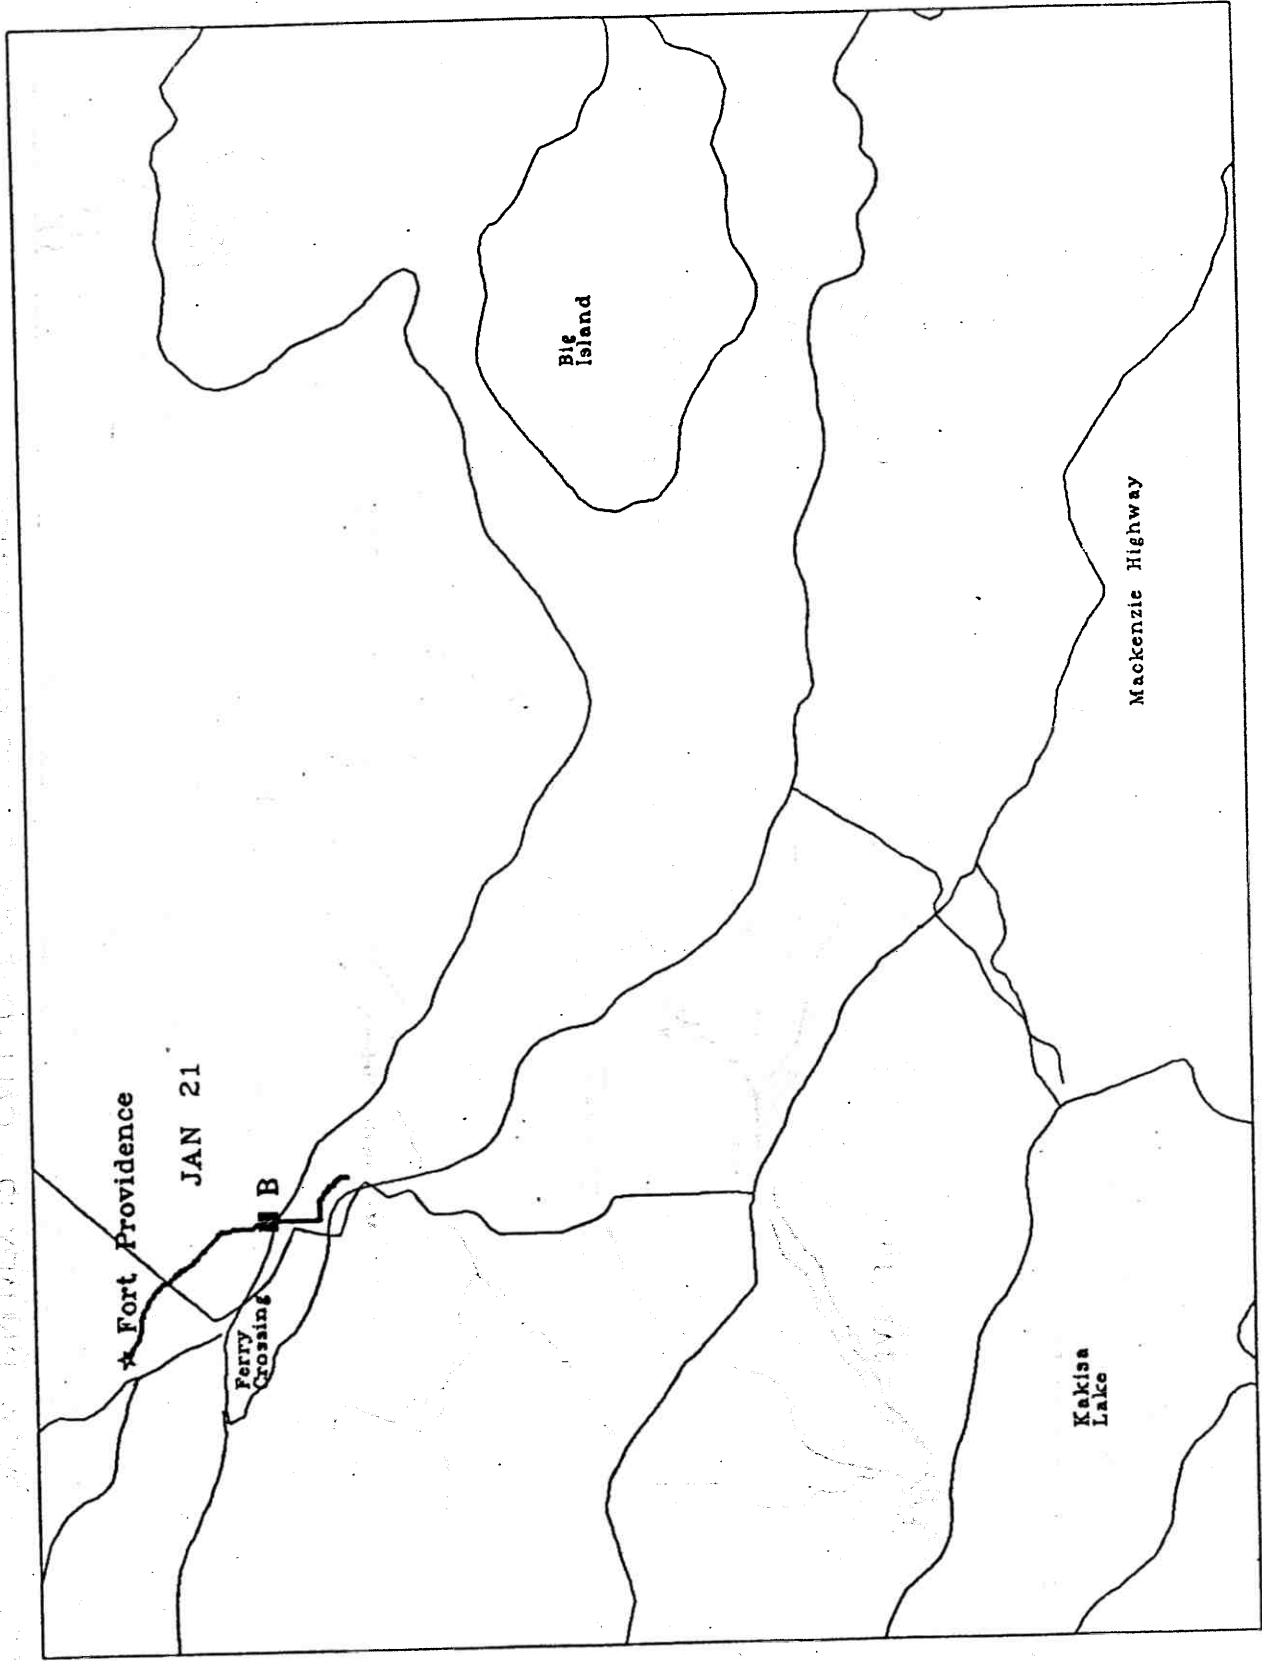 Fort Providence
JAN 21
B
Ferry
Crossing
Big
Island
Mackenzie Highway
Kakisa
Lake